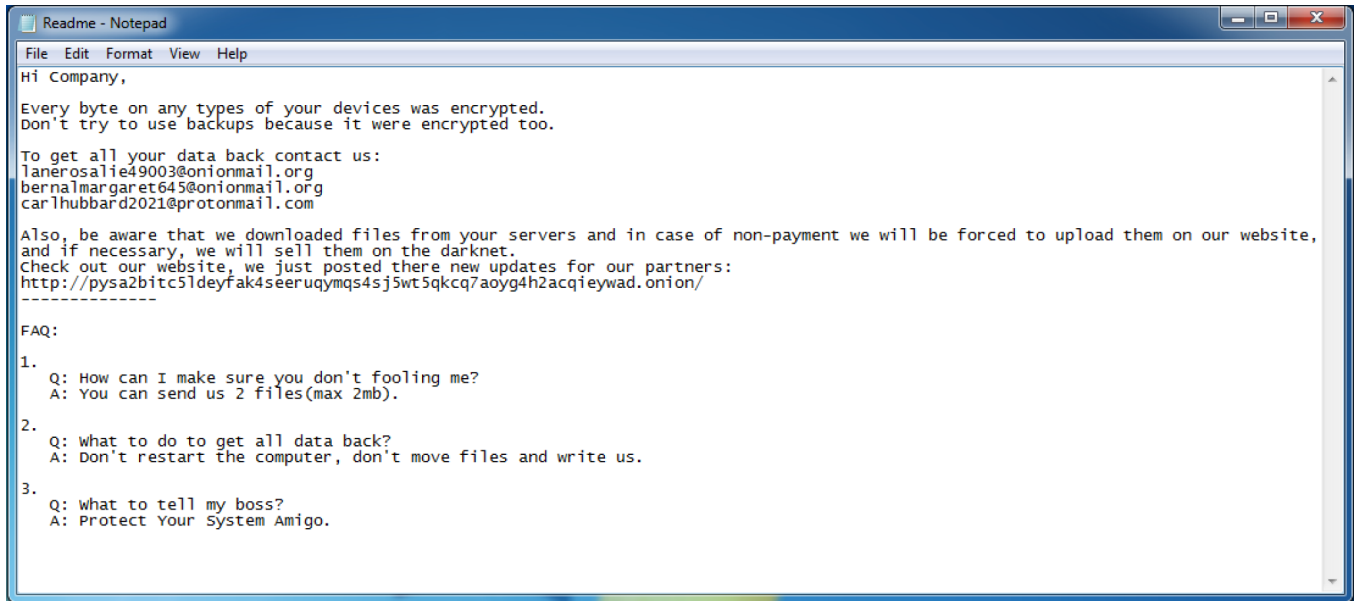 Readme - Notepad
File Edit Format View Help
Hi Company,
Every byte on any types of your devices was encrypted.
Don't try to use backups because it were encrypted too.
To get all your data back contact us:
lanerosalie49003@onionmail.org
bernalmargaret645@onionmail.org
carlhubbard2021@protonmail.com
Also, be aware that we downloaded files from your servers and in case of non-payment we will be forced to upload them on our website,
and if necessary, we will sell them on the darknet.
Check out our website, we just posted there new updates for our partners:
http://pysa2bitc5ldeyfak4seeruqymqs4sj5wt5qkcq7aoyg4h2acqieywad.onion/
--------------
FAQ:
1.
Q: How can I make sure you don't fooling me?
A: You can send us 2 files(max 2mb).
2.
Q: What to do to get all data back?
A: Don't restart the computer, don't move files and write us.
3.
Q: What to tell my boss?
A: Protect Your System Amigo.